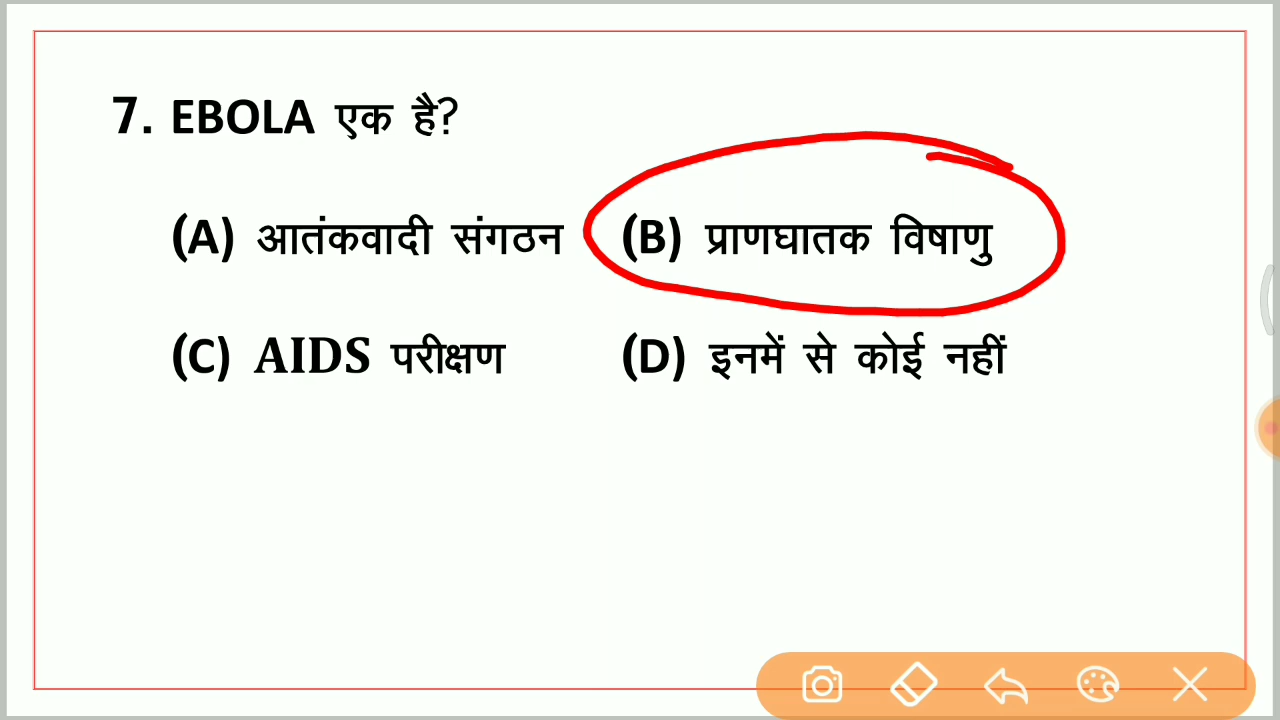 7. EBOLA एक है?
(A) आतंकवादी संगठन (B) प्राणघातक विषाणु
(C) AIDS परीक्षण (D) इनमें से कोई नहीं